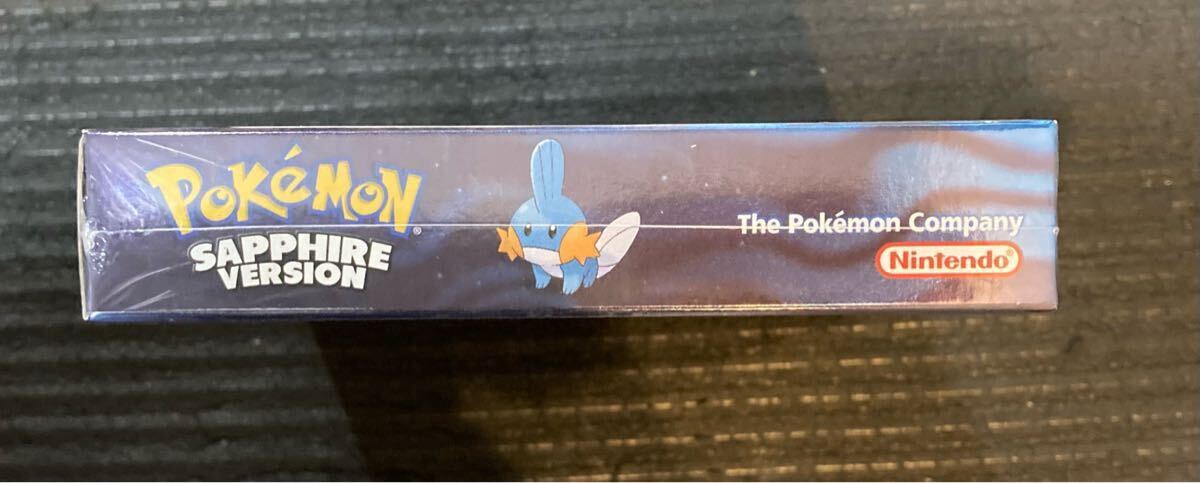 POKéMON®
SAPPHIRE
VERSION
The Pokémon Company
Nintendo®